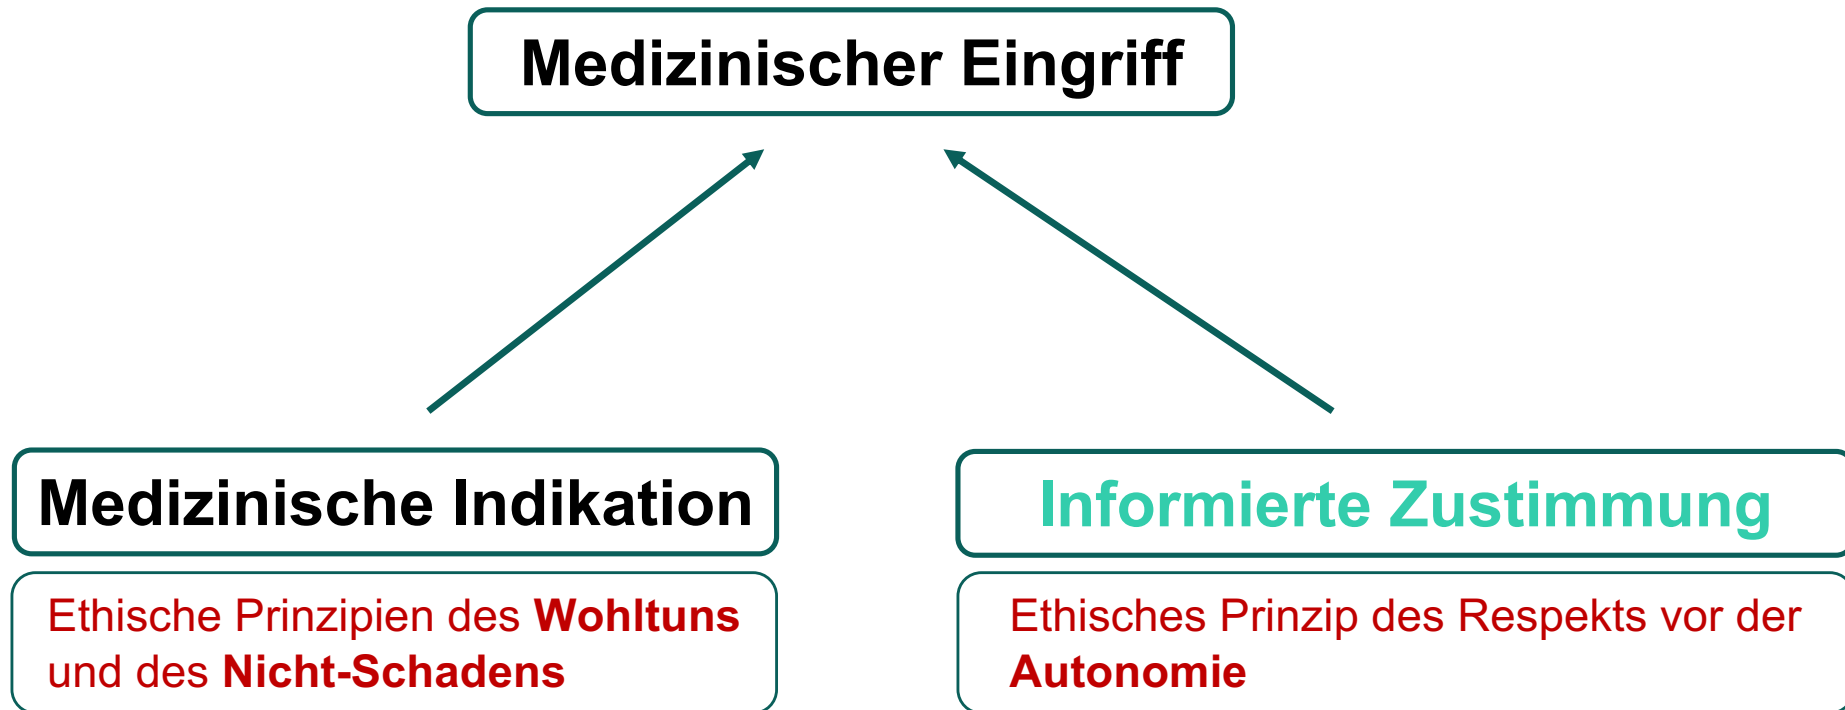 Medizinischer Eingriff
Medizinische Indikation
Ethische Prinzipien des Wohltuns
und des Nicht-Schadens
Informierte Zustimmung
Ethisches Prinzip des Respekts vor der
Autonomie